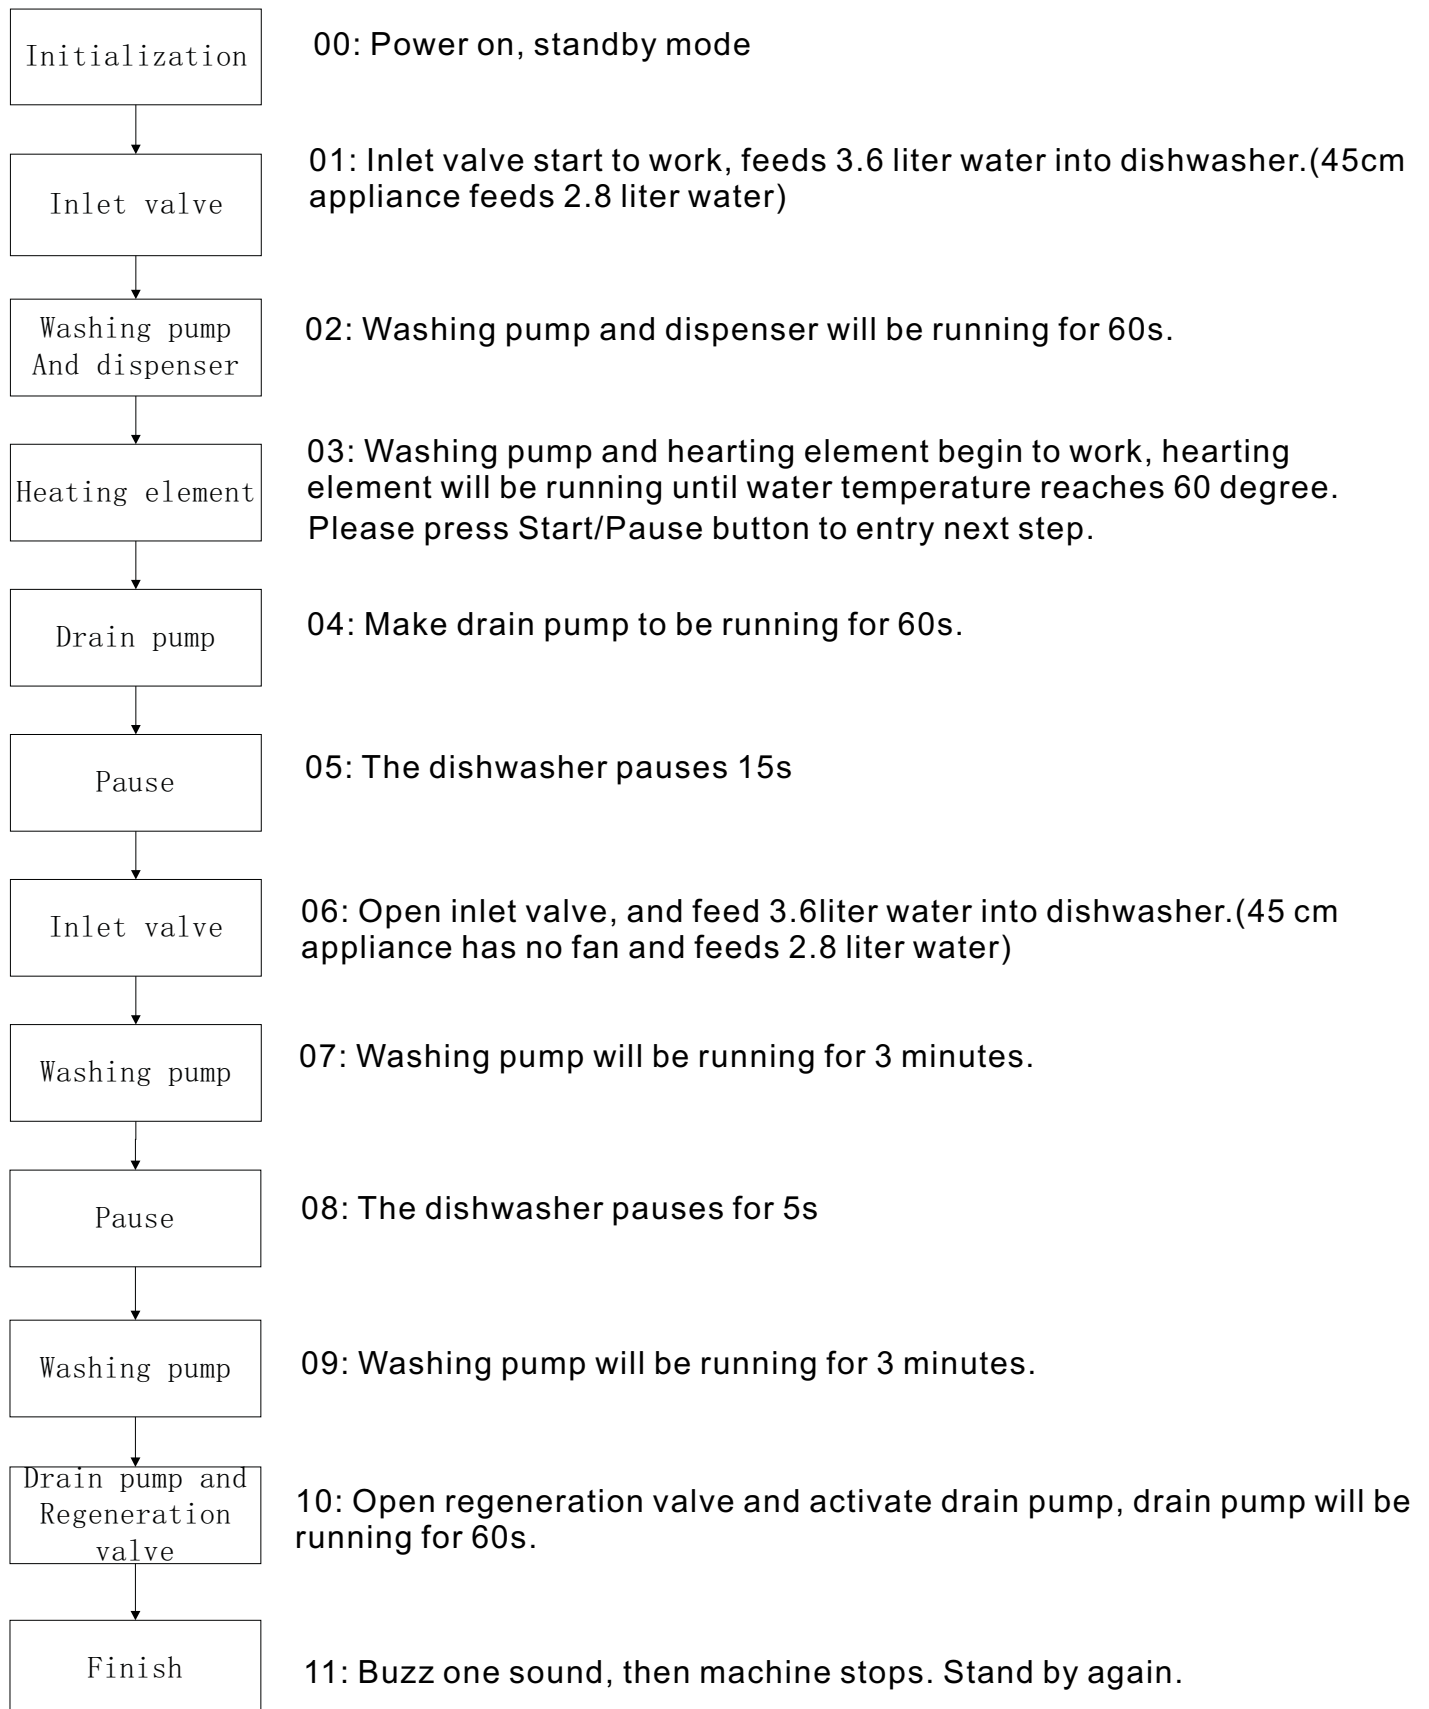 Initialization
00: Power on, standby mode
Inlet valve
01: Inlet valve start to work, feeds 3.6 liter water into dishwasher.(45cm
appliance feeds 2.8 liter water)
Washing pump
And dispenser
02: Washing pump and dispenser will be running for 60s.
Heating element
03: Washing pump and hearting element begin to work, hearting
element will be running until water temperature reaches 60 degree.
Please press Start/Pause button to entry next step.
Drain pump
04: Make drain pump to be running for 60s.
Pause
05: The dishwasher pauses 15s
Inlet valve
06: Open inlet valve, and feed 3.6liter water into dishwasher.(45 cm
appliance has no fan and feeds 2.8 liter water)
Washing pump
07: Washing pump will be running for 3 minutes.
Pause
08: The dishwasher pauses for 5s
Washing pump
09: Washing pump will be running for 3 minutes.
Drain pump and
Regeneration
valve
10: Open regeneration valve and activate drain pump, drain pump will be
running for 60s.
Finish
11: Buzz one sound, then machine stops. Stand by again.